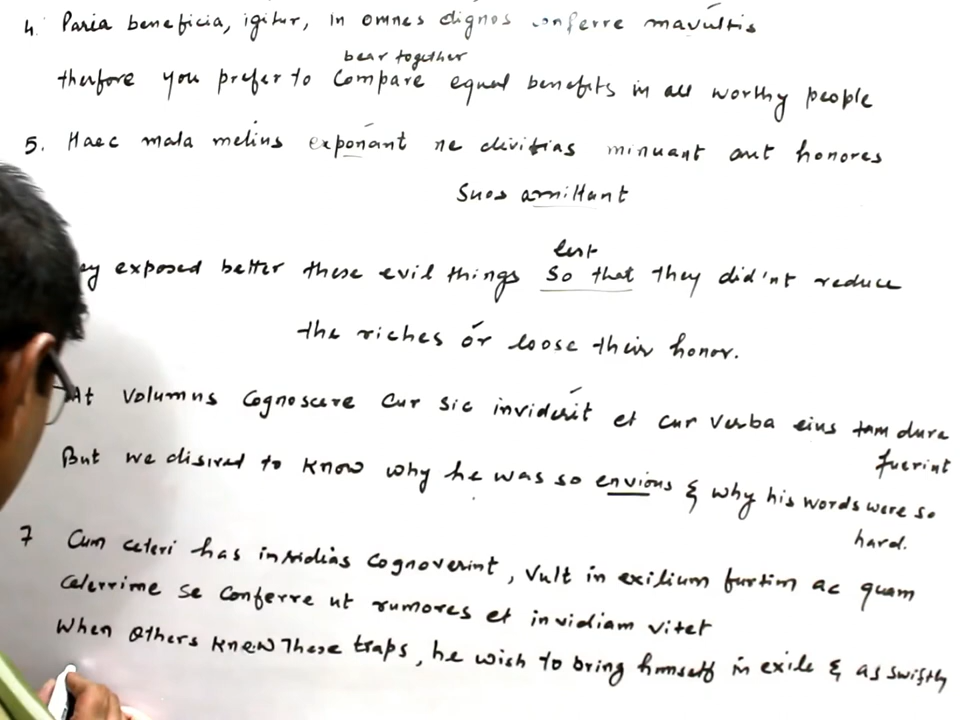 4. Paria beneficia, igitur, in omnes dignos conferre mavultis
bear together
therfore you prefer to Compare equal benefits in all worthy people
5. Haec mala melius exponant ne divitias minuant aut honores
Suos amittant
ey exposed better these evil things so that they did'nt reduce
lest
the riches or loose their honor.
At volumus Cognoscere Cur sic inviderit et cur verba eius tam dura
fuerint
But we disired to know why he was so envious & why his words were so
hard.
7 Cum ceteri has insidias cognoverint, vult in exilium furtim ac quam
celerrime se conferre ut rumores et invidiam vitet
When others knew these traps, he wish to bring himself in exile & as swiftly